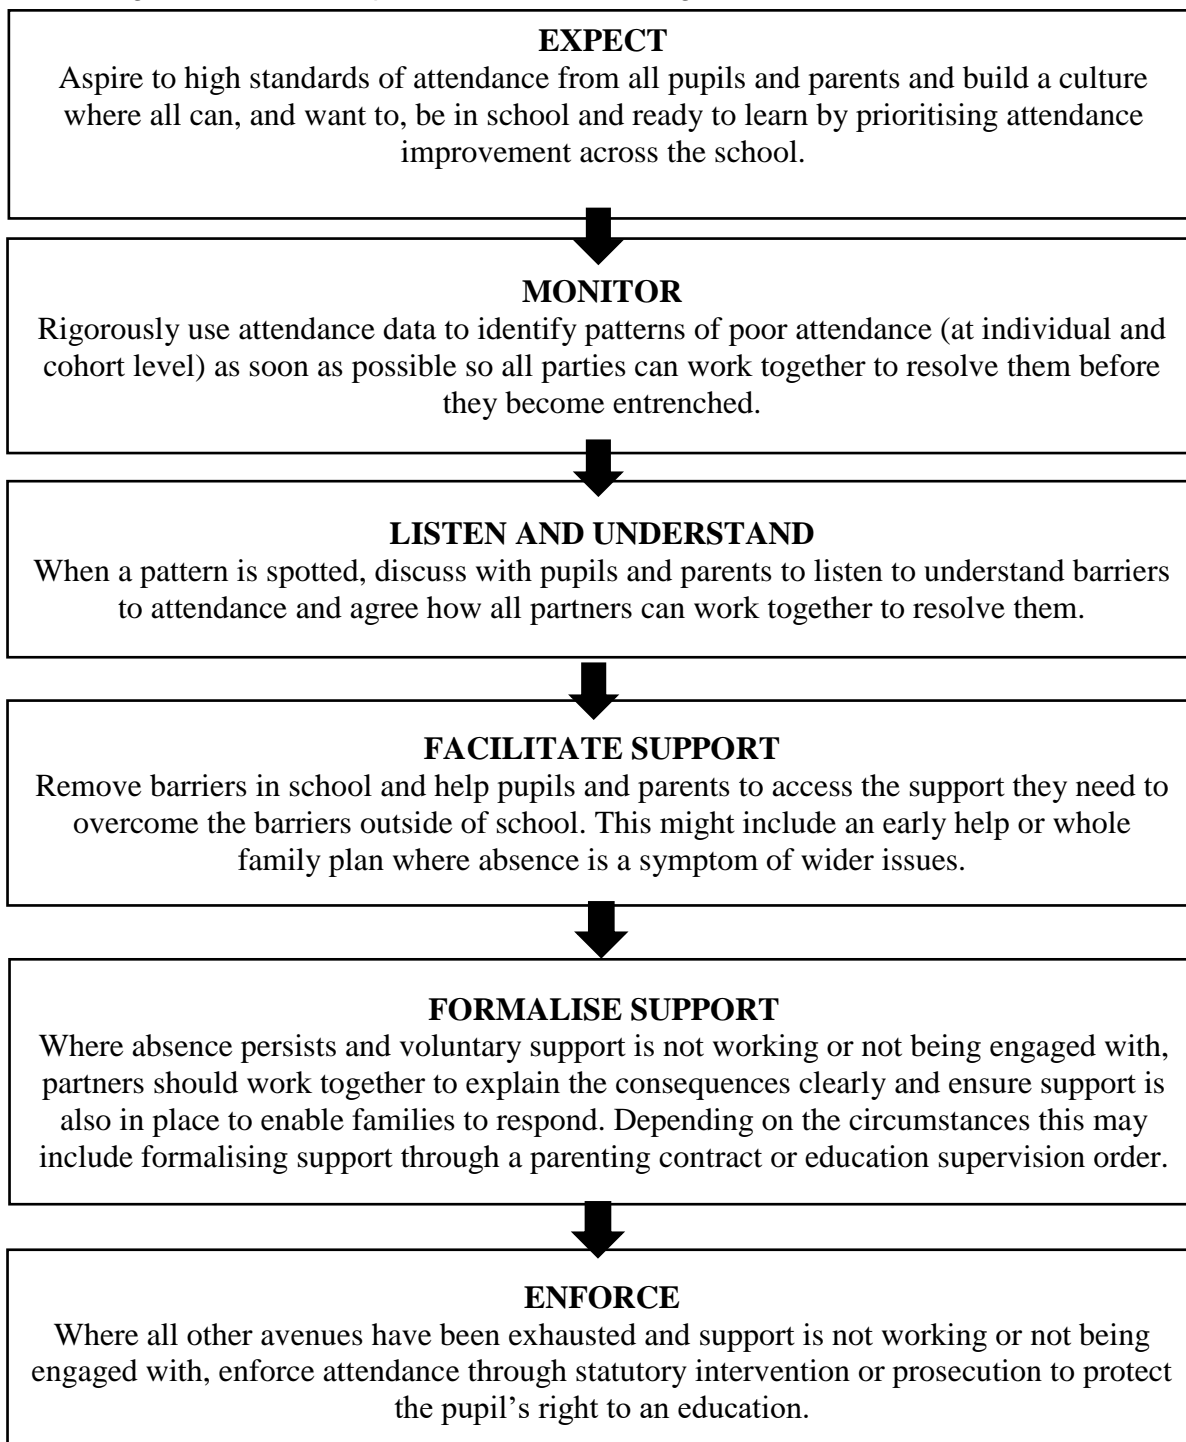 EXPECT
Aspire to high standards of attendance from all pupils and parents and build a culture
where all can, and want to, be in school and ready to learn by prioritising attendance
improvement across the school.
MONITOR
Rigorously use attendance data to identify patterns of poor attendance (at individual and
cohort level) as soon as possible so all parties can work together to resolve them before
they become entrenched.
LISTEN AND UNDERSTAND
When a pattern is spotted, discuss with pupils and parents to listen to understand barriers
to attendance and agree how all partners can work together to resolve them.
FACILITATE SUPPORT
Remove barriers in school and help pupils and parents to access the support they need to
overcome the barriers outside of school. This might include an early help or whole
family plan where absence is a symptom of wider issues.
FORMALISE SUPPORT
Where absence persists and voluntary support is not working or not being engaged with,
partners should work together to explain the consequences clearly and ensure support is
also in place to enable families to respond. Depending on the circumstances this may
include formalising support through a parenting contract or education supervision order.
ENFORCE
Where all other avenues have been exhausted and support is not working or not being
engaged with, enforce attendance through statutory intervention or prosecution to protect
the pupil’s right to an education.